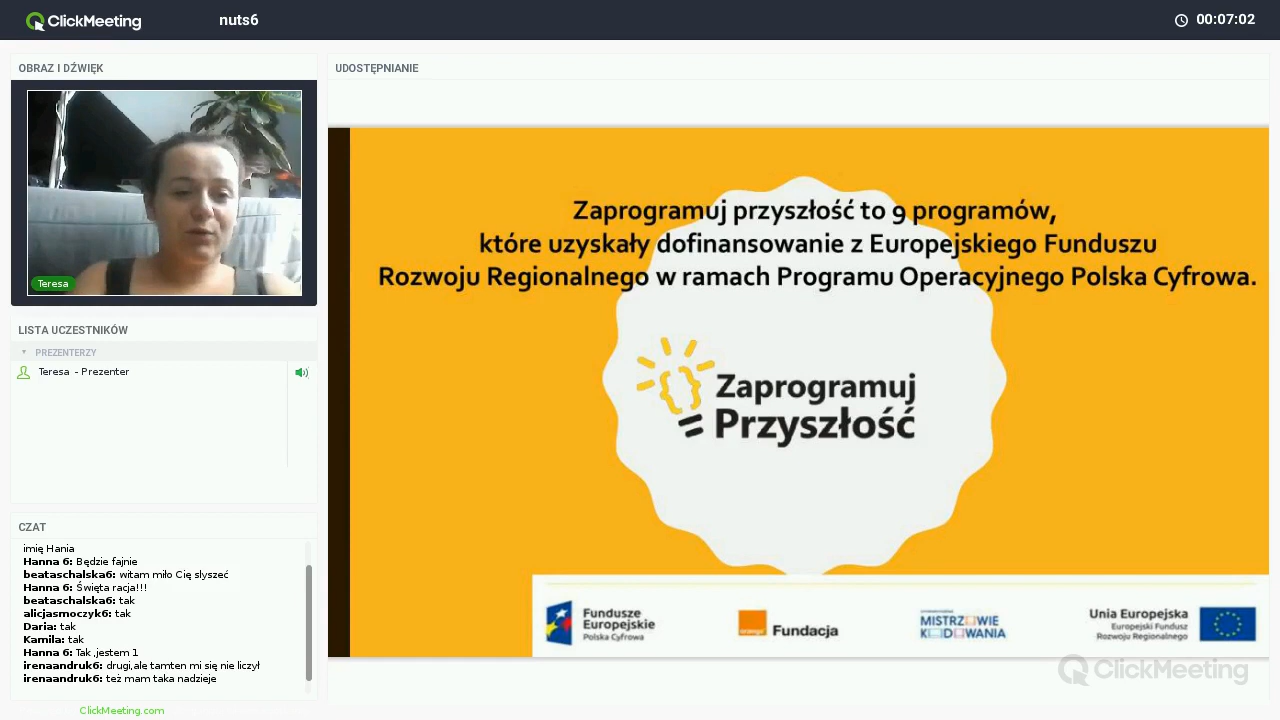 ClickMeeting
nuts6
00:07:02
OBRAZ I DŹWIĘK
Teresa
LISTA UCZESTNIKÓW
PREZENTERZY
Teresa - Prezenter
CZAT
imię Hania
Hanna 6: Będzie fajnie
beataschalska6: witam miło Cię slyszeć
Hanna 6: Święta racja!!!
beataschalska6: tak
alicjasmoczyk6: tak
Daria: tak
Kamila: tak
Hanna 6: Tak ,jestem 1
irenaandruk6: drugi,ale tamten mi się nie liczył
irenaandruk6: też mam taka nadzieje
ClickMeeting.com
UDOSTĘPNIANIE
Zaprogramuj przyszłość to 9 programów,
które uzyskały dofinansowanie z Europejskiego Funduszu
Rozwoju Regionalnego w ramach Programu Operacyjnego Polska Cyfrowa.
Zaprogramuj
Przyszłość
Fundusze
Europejskie
Polska Cyfrowa
orange
Fundacja
MISTRZOWIE
KODOWANIA
Unia Europejska
Europejski Fundusz
Rozwoju Regionalnego
ClickMeeting